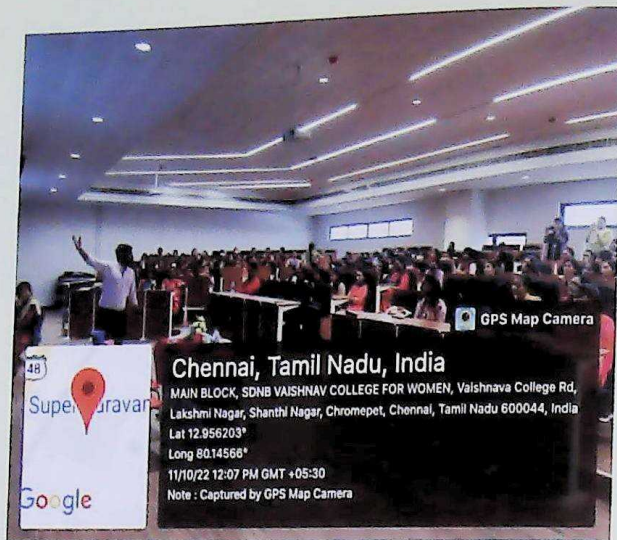 GPS Map Camera
48
Google
Chennai, Tamil Nadu, India
MAIN BLOCK, SDNB VAISHNAV COLLEGE FOR WOMEN, Vaishnava College Rd,
Lakshmi Nagar, Shanthi Nagar, Chromepet, Chennai, Tamil Nadu 600044, India
Lat 12.956203°
Long 80.14566°
11/10/22 12:07 PM GMT +05:30
Note : Captured by GPS Map Camera